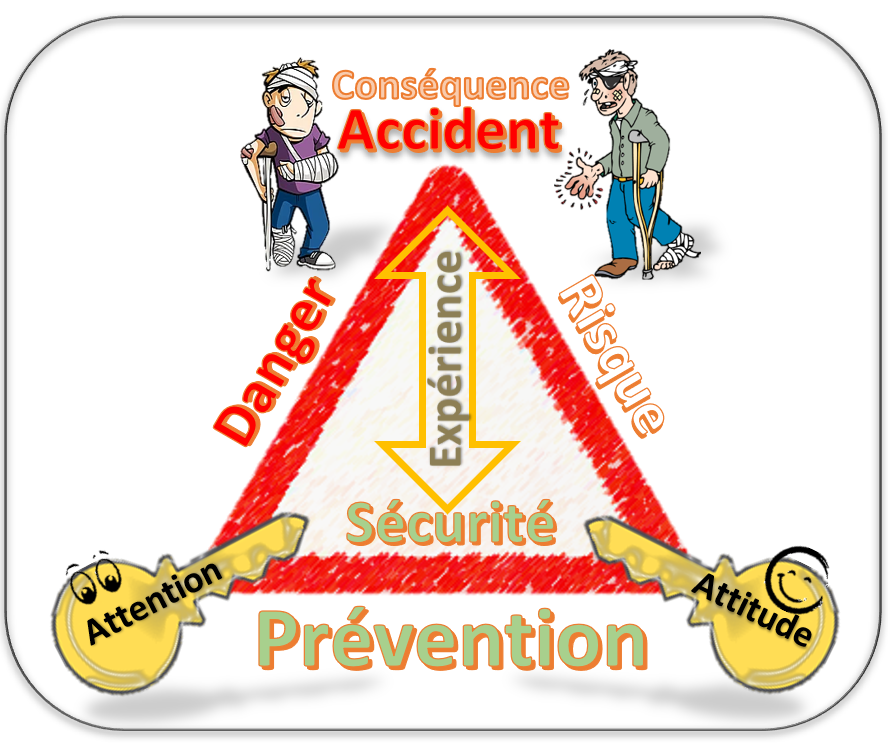 Conséquence
Accident
Danger
Risque
Expérience
Sécurité
Attention
Attitude
Prévention